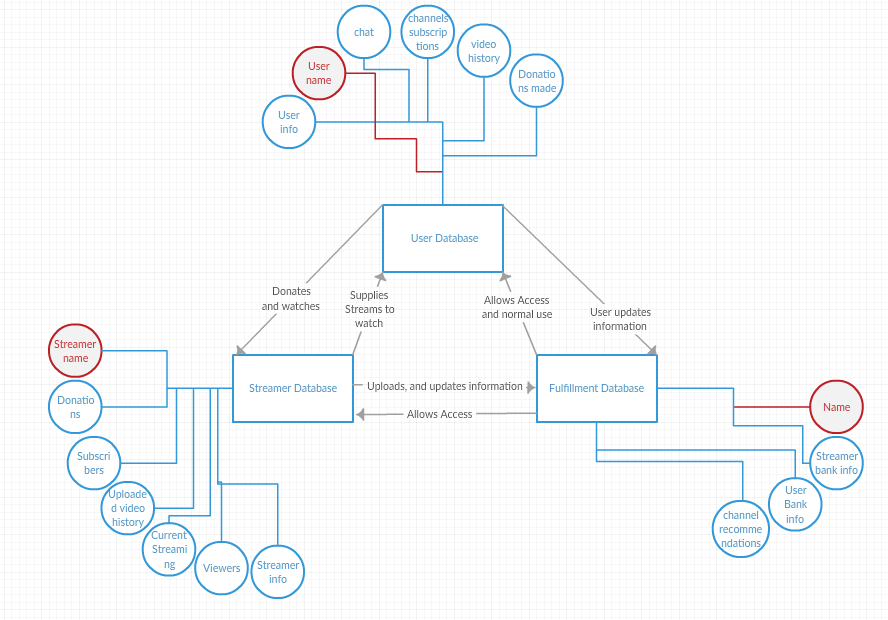 chat
channels
subscrip
tions
video
history
Donatio
ns made
User
name
User
info
User Database
Donates
and watches
Supplies
Streams to
watch
Allows Access
and normal use
User updates
information
Streamer Database
Uploads, and updates information
Allows Access
Fulfillment Database
Streamer
name
Donatio
ns
Subscri
bers
Uploade
d video
history
Current
Streami
ng
Viewers
Streamer
info
Name
Streamer
bank info
User
Bank
info
channel
recomme
ndations